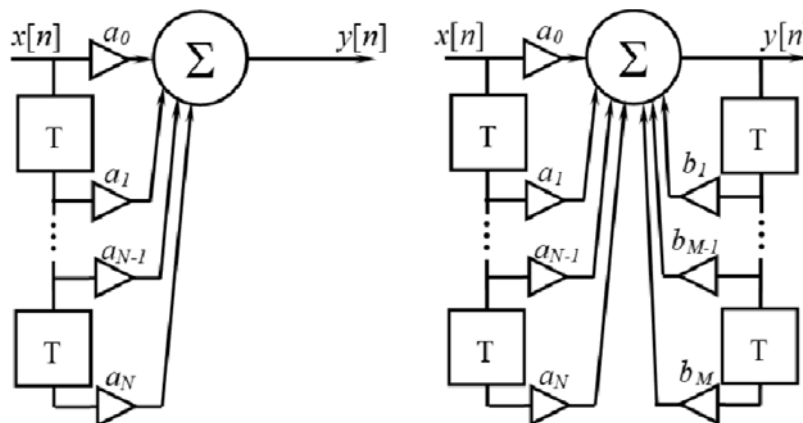 x[n] a0 Σ y[n]
T
a1
aN-1
T
aN
x[n] a0 Σ y[n]
T T
a1 b1
aN-1 bM-1
T T
aN bM